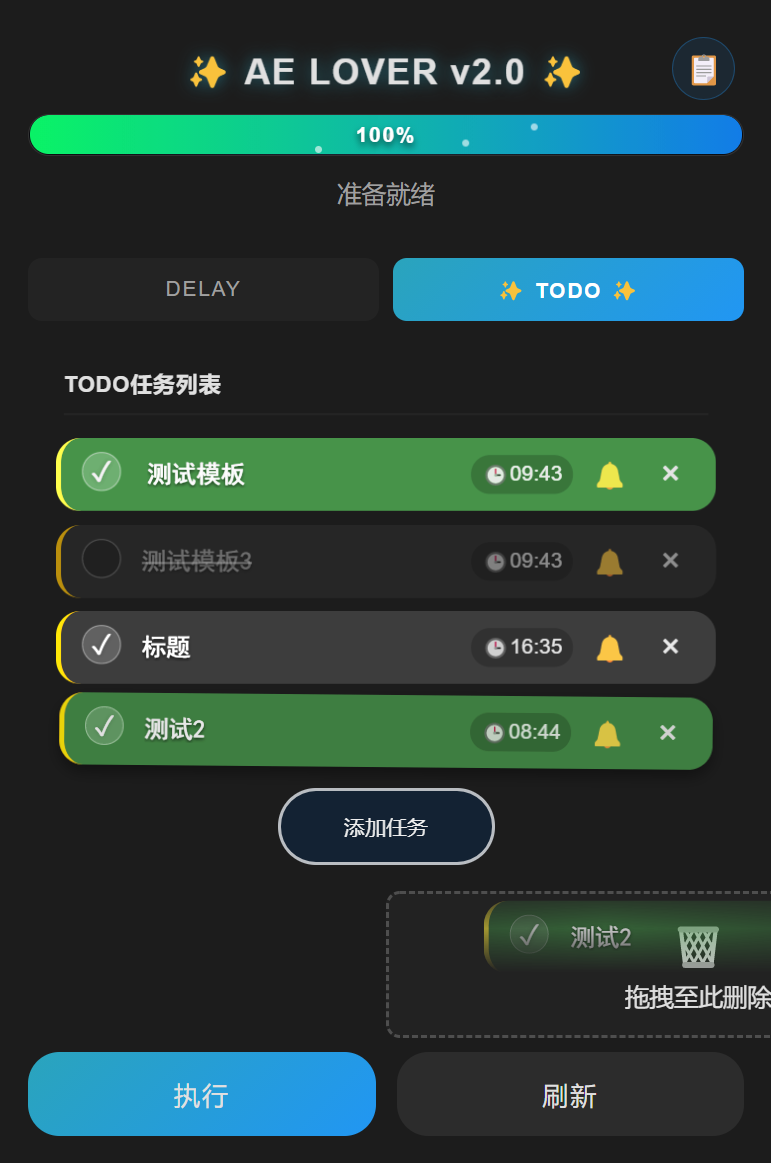 ✨ AE LOVER v2.0 ✨
100%
准备就绪
DELAY
✨ TODO ✨
TODO任务列表
测试模板 09:43 ×
测试模板3 09:43 ×
标题 16:35 ×
测试2 08:44 ×
添加任务
测试2
拖拽至此删除
执行
刷新